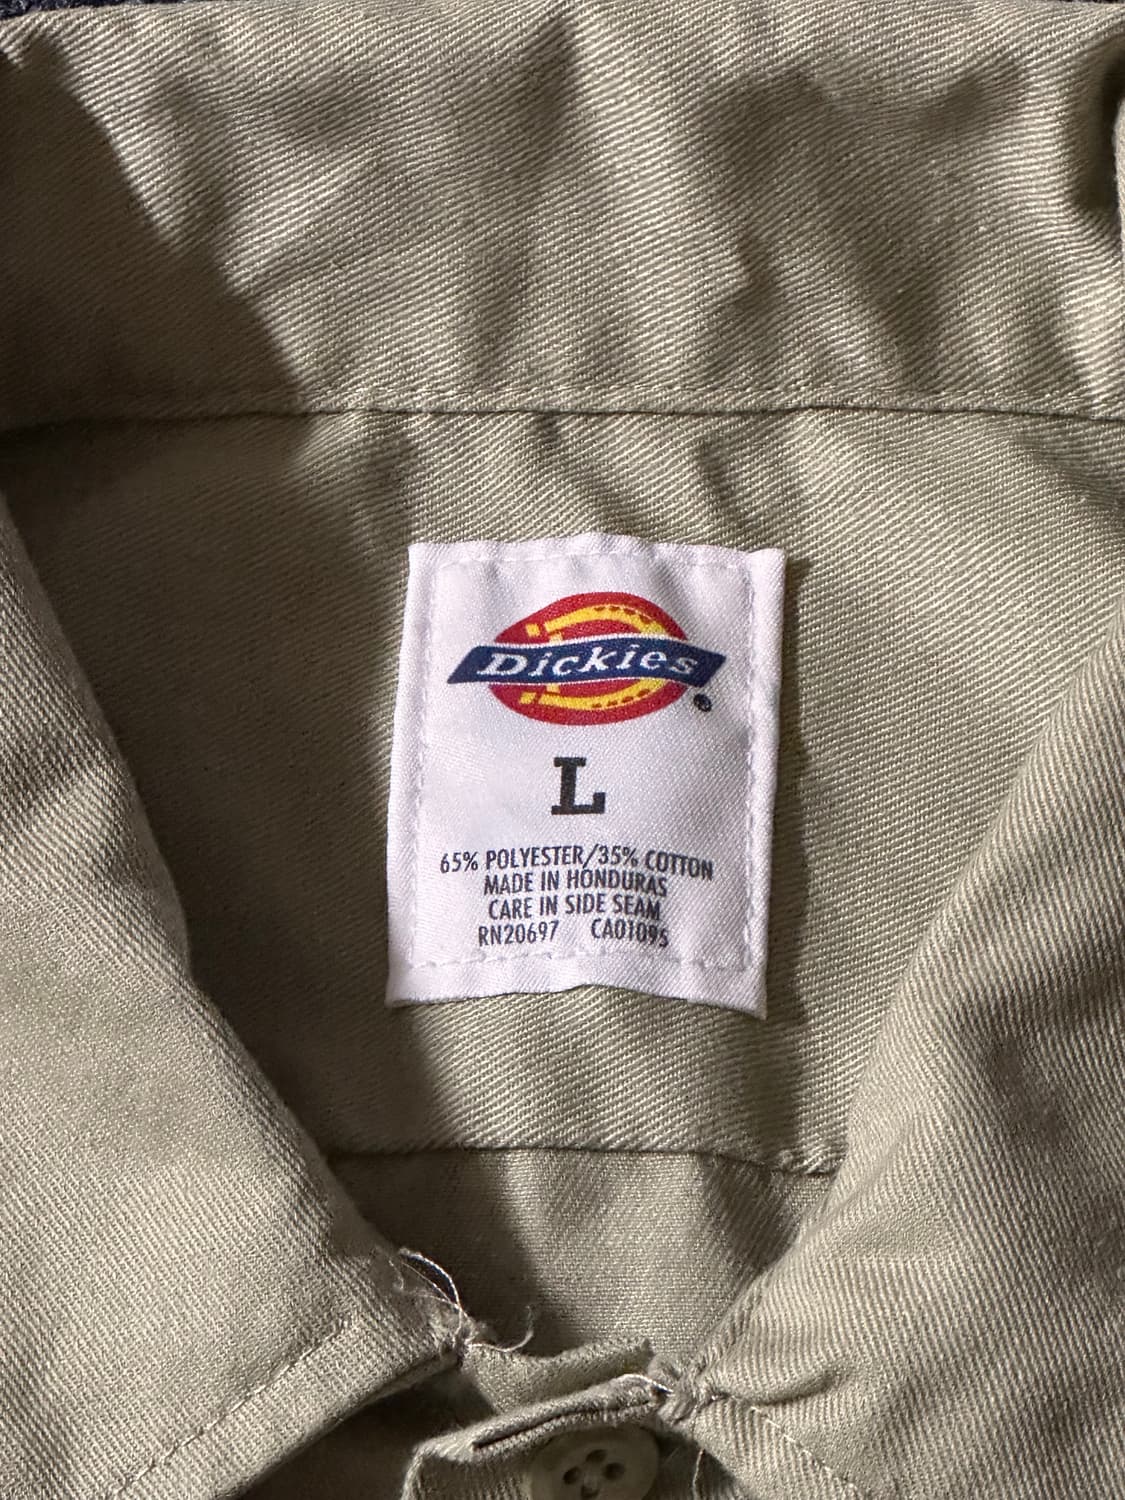 Dickies
L
65% POLYESTER/35% COTTON
MADE IN HONDURAS
CARE IN SIDE SEAM
RN20697 CA01095